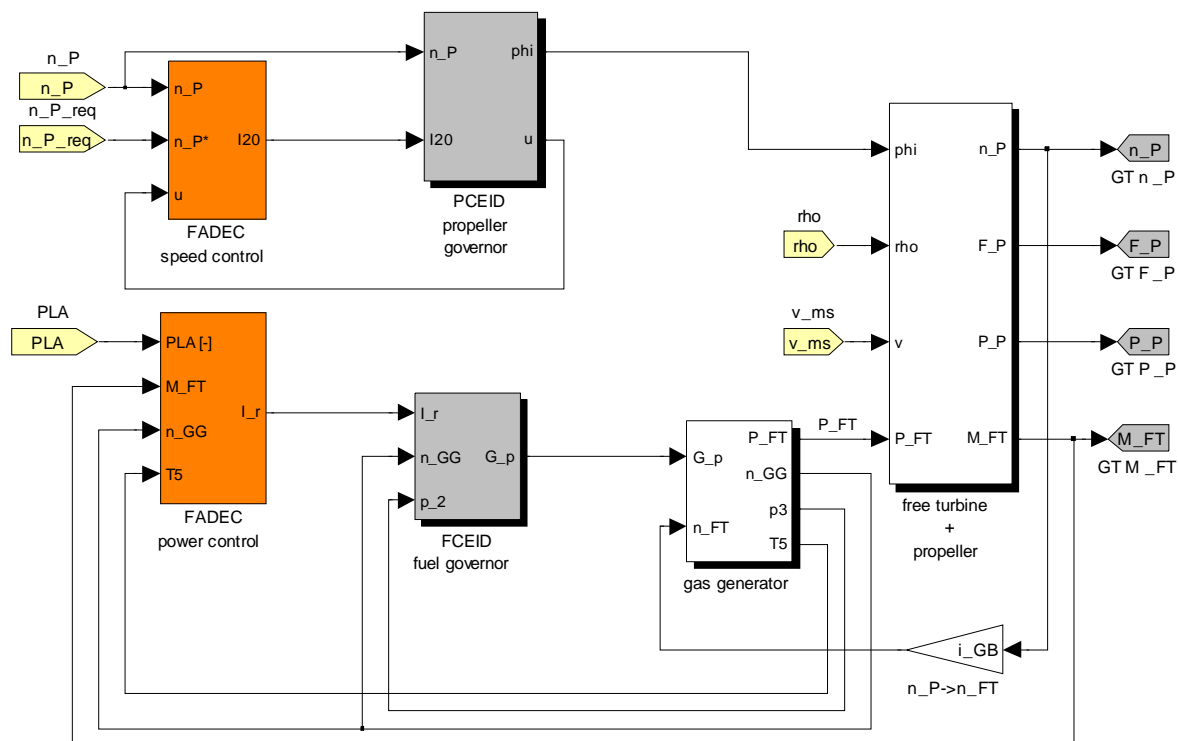 n_P
n_P
n_P_req
n_P_req
n_P
n_P*
u
I20
FADEC
speed control
n_P
I20
phi
u
PCEID
propeller
governor
rho
rho
v_ms
v_ms
phi
rho
v
P_FT
n_P
F_P
P_P
M_FT
free turbine
+
propeller
n_P
GT n _P
F_P
GT F _P
P_P
GT P _P
M_FT
GT M _FT
PLA
PLA
PLA [-]
M_FT
n_GG
T5
I_r
FADEC
power control
I_r
n_GG
p_2
G_p
FCEID
fuel governor
G_p
n_FT
P_FT
n_GG
p3
T5
gas generator
P_FT
i_GB
n_P->n_FT